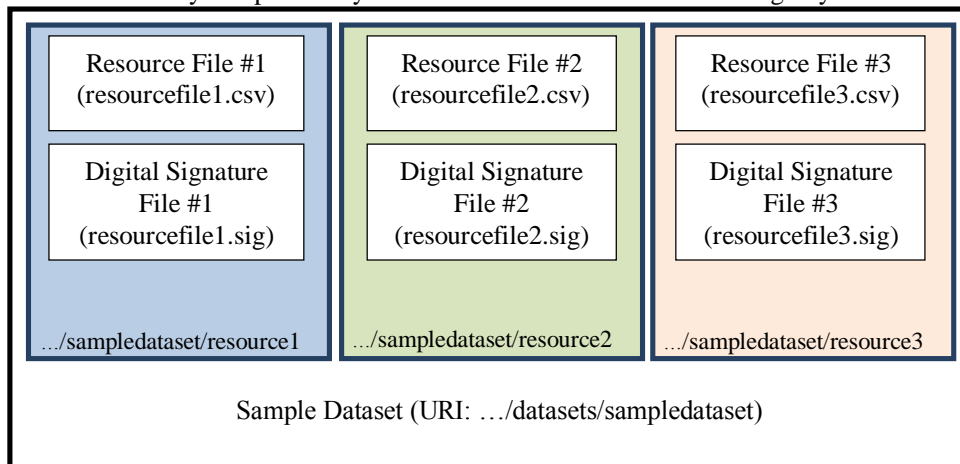 Resource File #1
(resourcefile1.csv)
Digital Signature
File #1
(resourcefile1.sig)
.../sampledataset/resource1
Resource File #2
(resourcefile2.csv)
Digital Signature
File #2
(resourcefile2.sig)
.../sampledataset/resource2
Resource File #3
(resourcefile3.csv)
Digital Signature
File #3
(resourcefile3.sig)
.../sampledataset/resource3
Sample Dataset (URI: …/datasets/sampledataset)